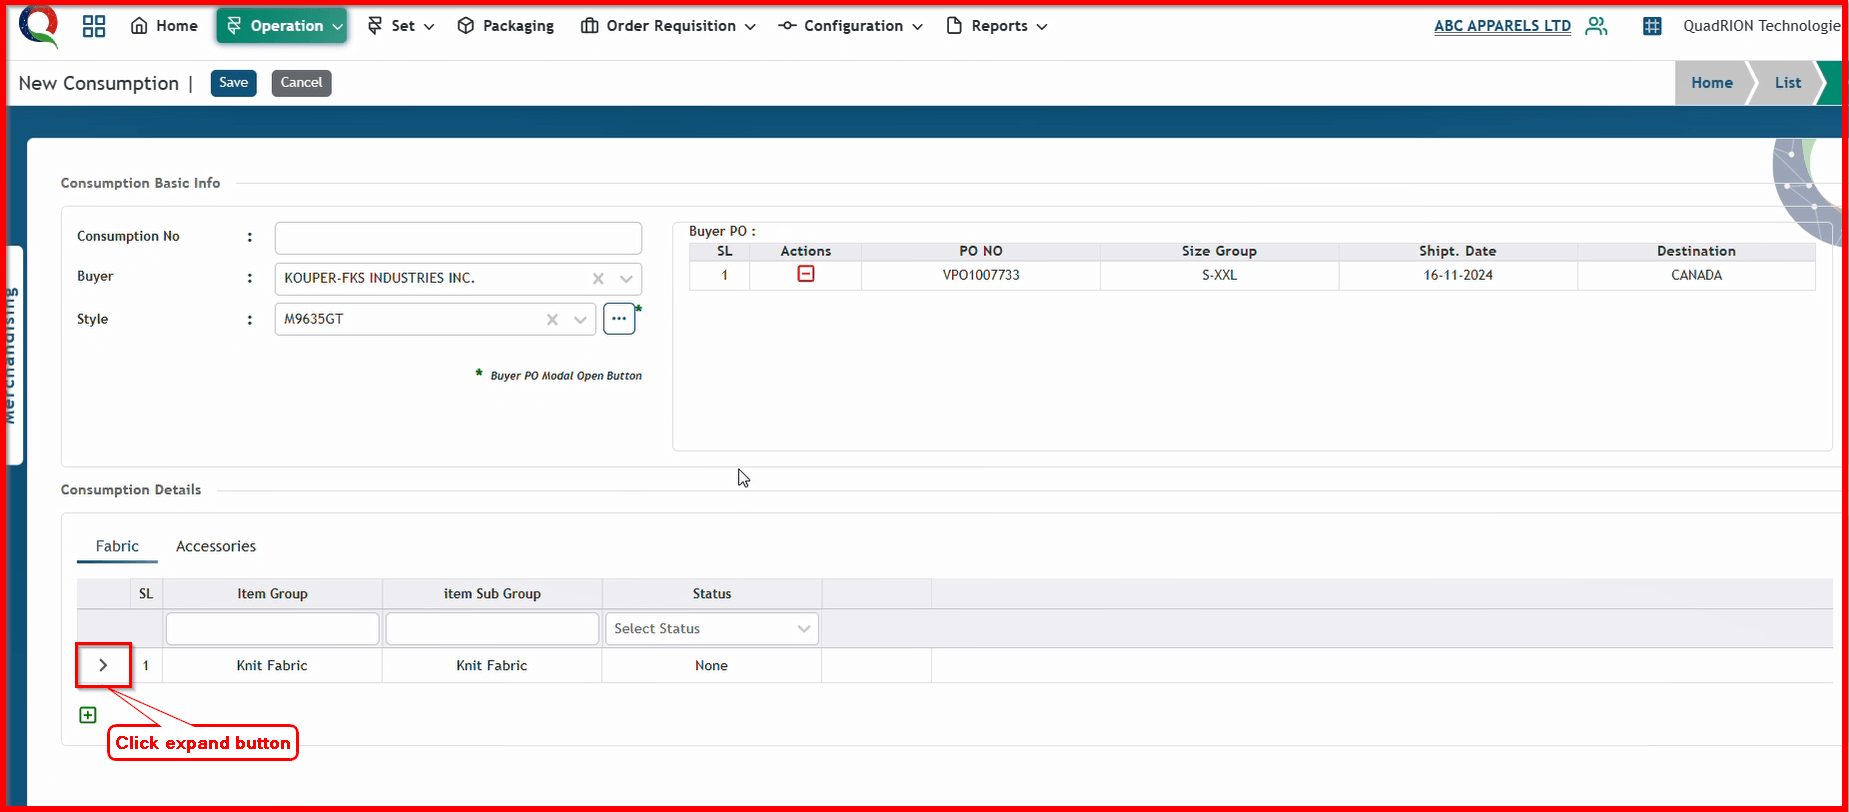 Home
Operation
Set
Packaging
Order Requisition
Configuration
Reports
ABC APPARELS LTD
QuadRION Technologie
New Consumption |
Save
Cancel
Home
List
Merchandising
Consumption Basic Info
Consumption No :
Buyer : KOUPER-FKS INDUSTRIES INC.
Style : M9635GT ... *
* Buyer PO Modal Open Button
Buyer PO :
SL Actions PO NO Size Group Shipt. Date Destination
1 VPO1007733 S-XXL 16-11-2024 CANADA
Consumption Details
Fabric Accessories
SL Item Group item Sub Group Status
Select Status
1 Knit Fabric Knit Fabric None
Click expand button